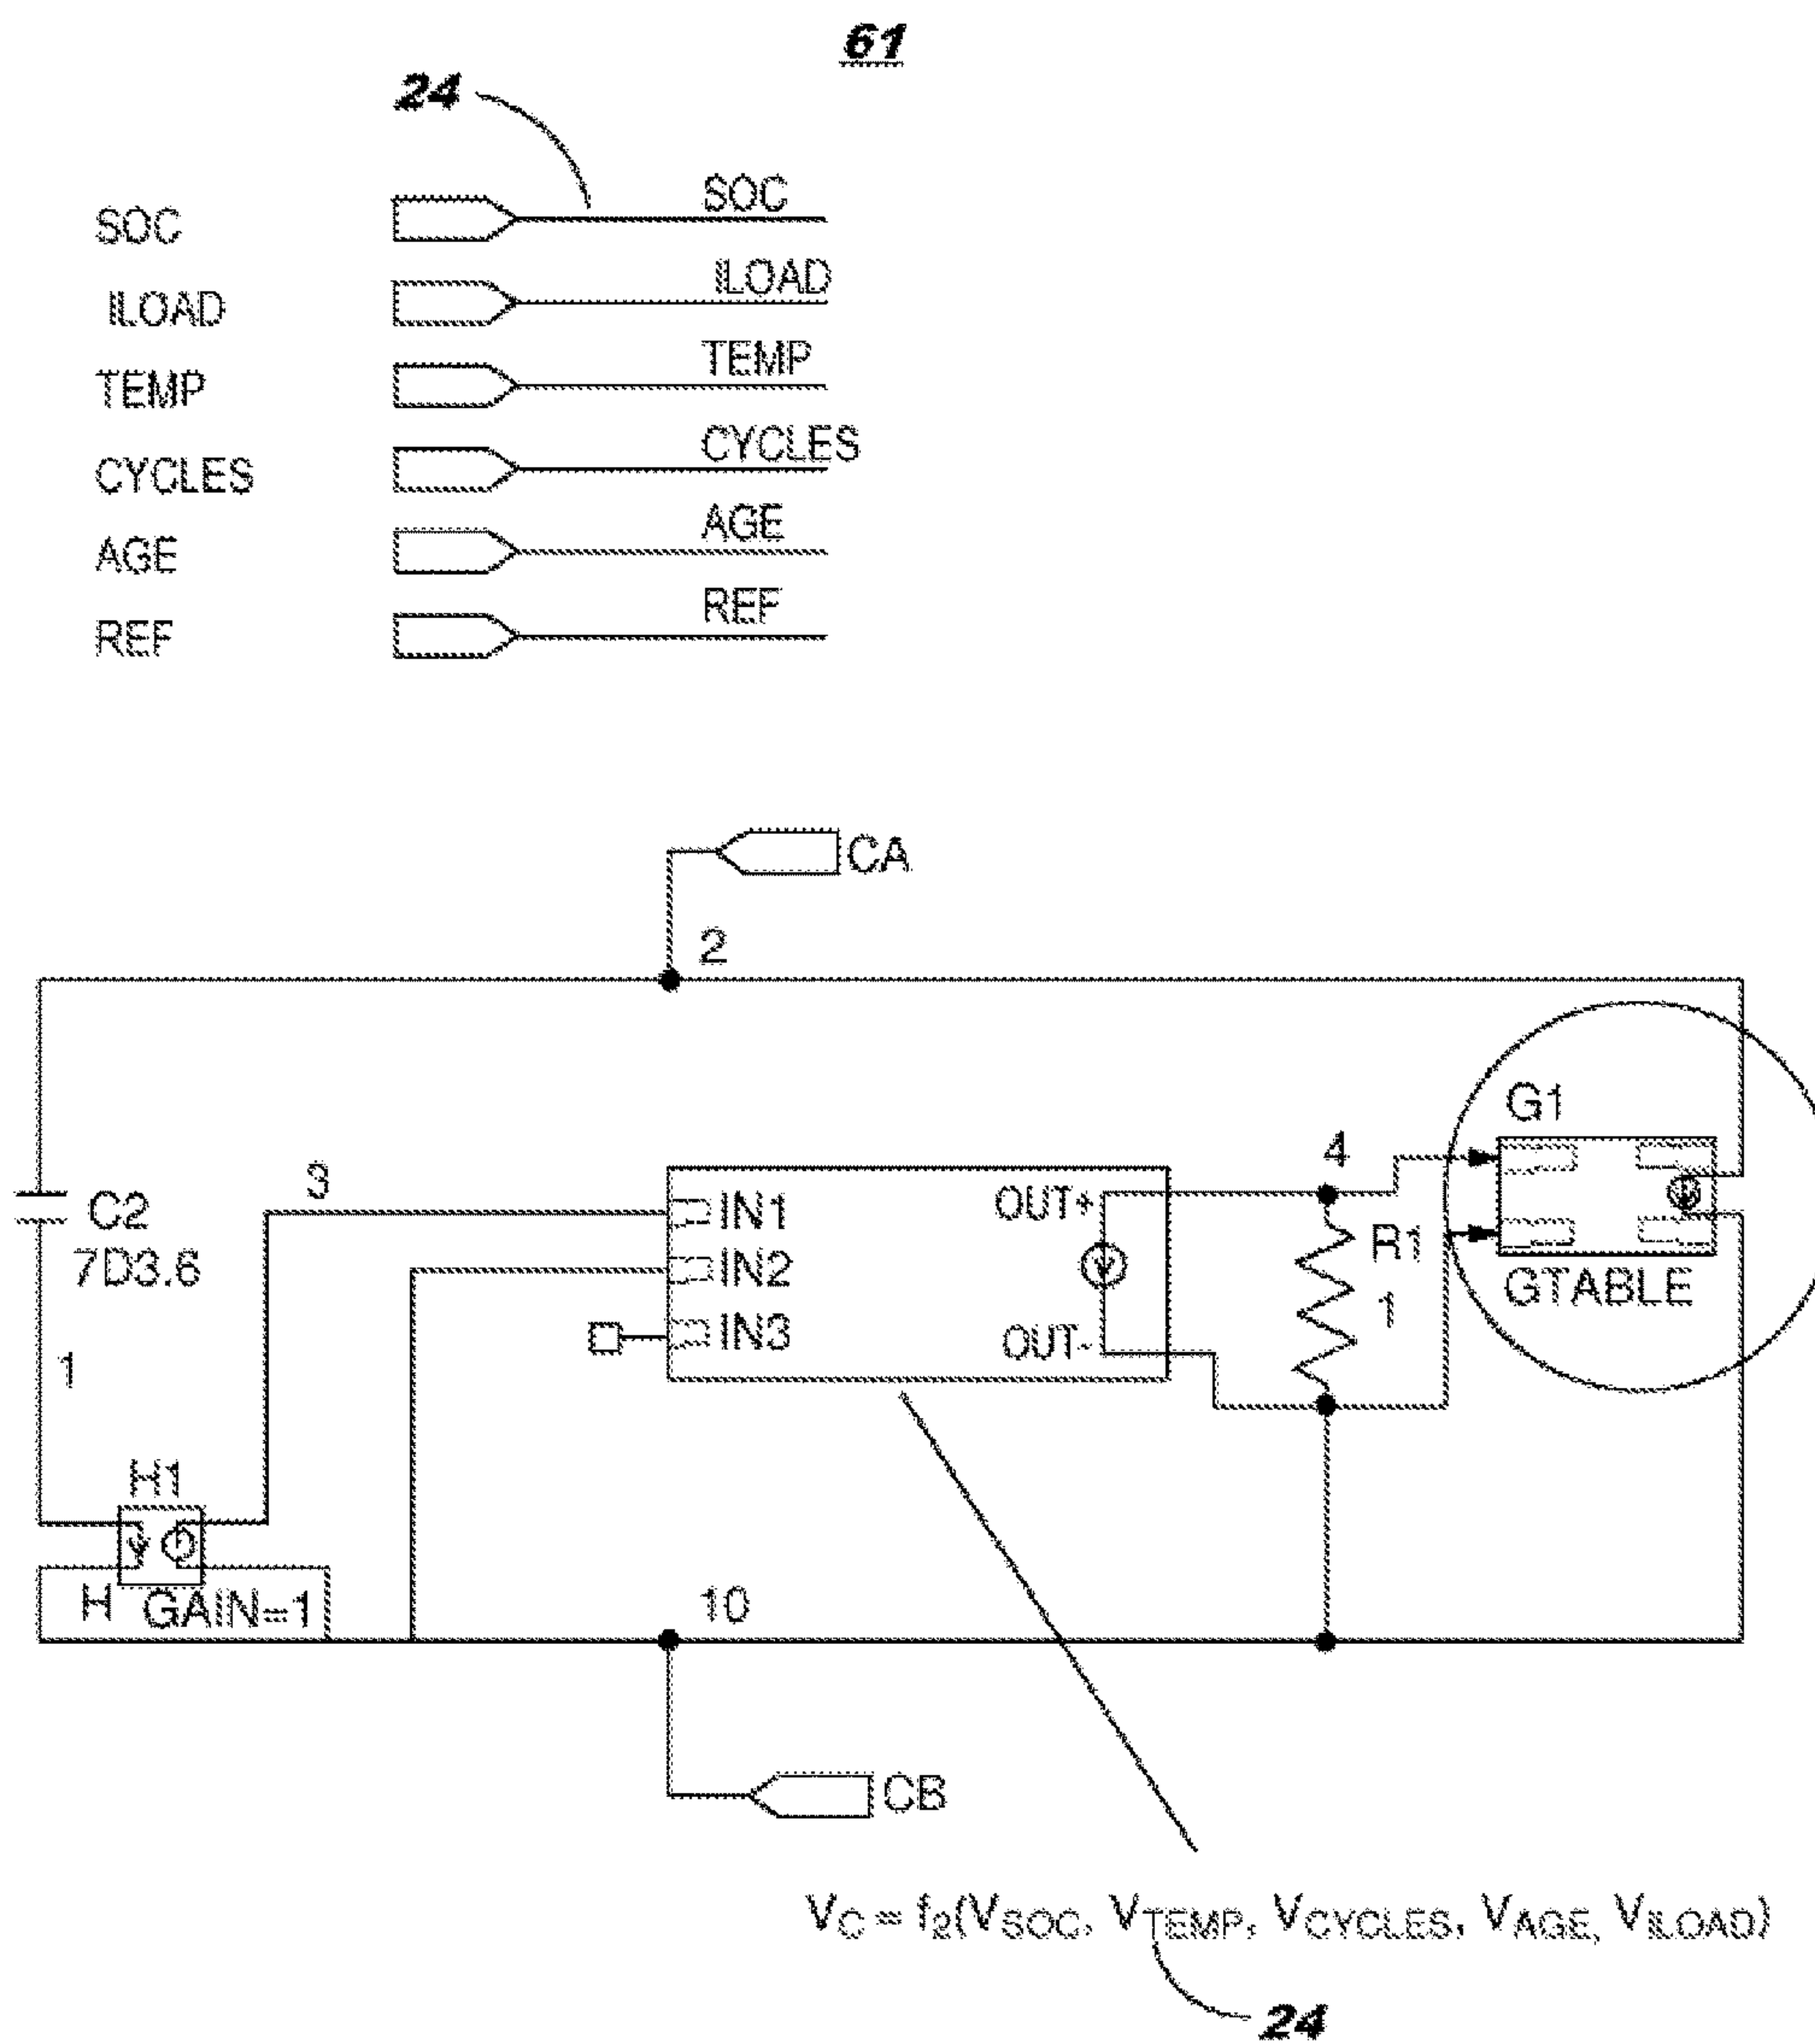 61
24
SOC SOC
ILOAD ILOAD
TEMP TEMP
CYCLES CYCLES
AGE AGE
REF REF
CA
2
G1
4
3
C2
7D3.6
IN1
IN2
IN3
OUT+
OUT-
R1
1
GTABLE
1
H1
H GAIN=1
10
CB
VC = f2(VSOC, VTEMP, VCYCLES, VAGE, VILOAD)
24